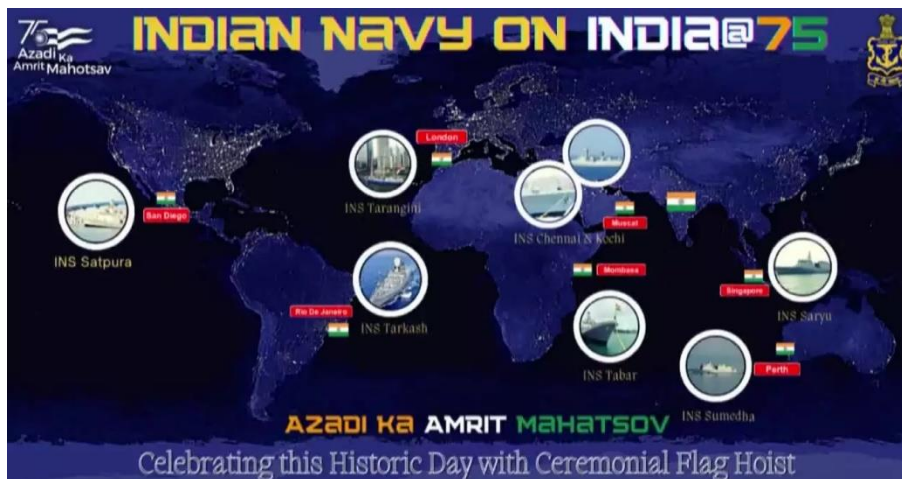 75
Azadi Ka
Amrit Mahotsav
INDIAN NAVY ON INDIA@75
London
INS Tarangini
San Diego
INS Satpura
INS Chennai & Kochi
Muscat
Mombasa
Singapore
INS Saryu
Rio De Janeiro
INS Tarkash
INS Tabar
Perth
INS Sumedha
AZADI KA AMRIT MAHATSOV
Celebrating this Historic Day with Ceremonial Flag Hoist